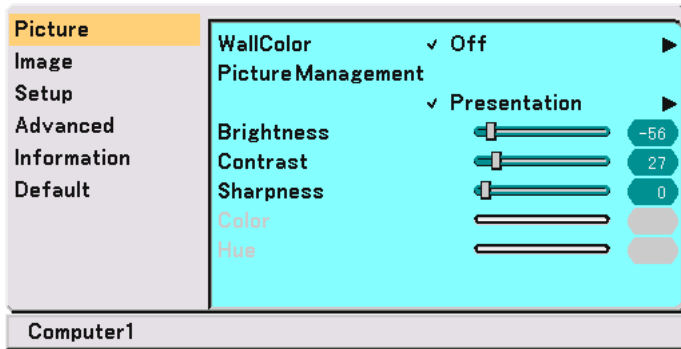 Picture
Image
Setup
Advanced
Information
Default
WallColor ✓ Off ▶
Picture Management
✓ Presentation ▶
Brightness -56
Contrast 27
Sharpness 0
Color
Hue
Computer1